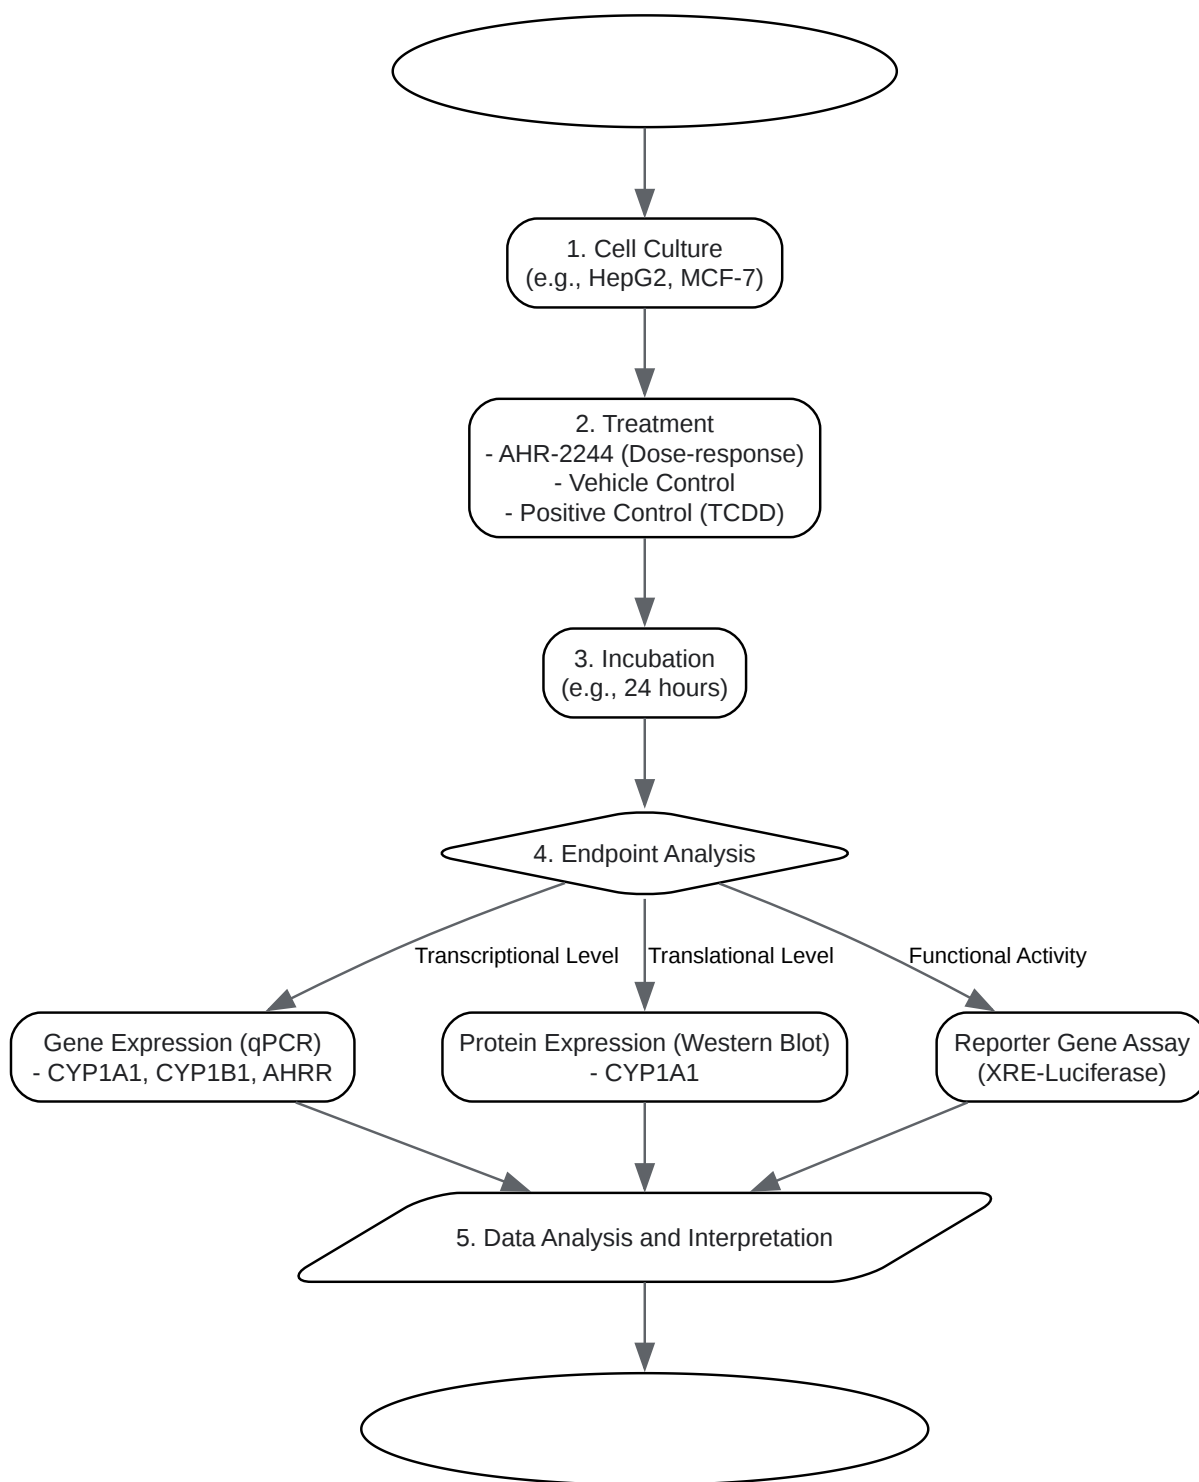 1. Cell Culture
(e.g., HepG2, MCF-7)
2. Treatment
- AHR-2244 (Dose-response)
- Vehicle Control
- Positive Control (TCDD)
3. Incubation
(e.g., 24 hours)
4. Endpoint Analysis
Transcriptional Level
Translational Level
Functional Activity
Gene Expression (qPCR)
- CYP1A1, CYP1B1, AHRR
Protein Expression (Western Blot)
- CYP1A1
Reporter Gene Assay
(XRE-Luciferase)
5. Data Analysis and Interpretation